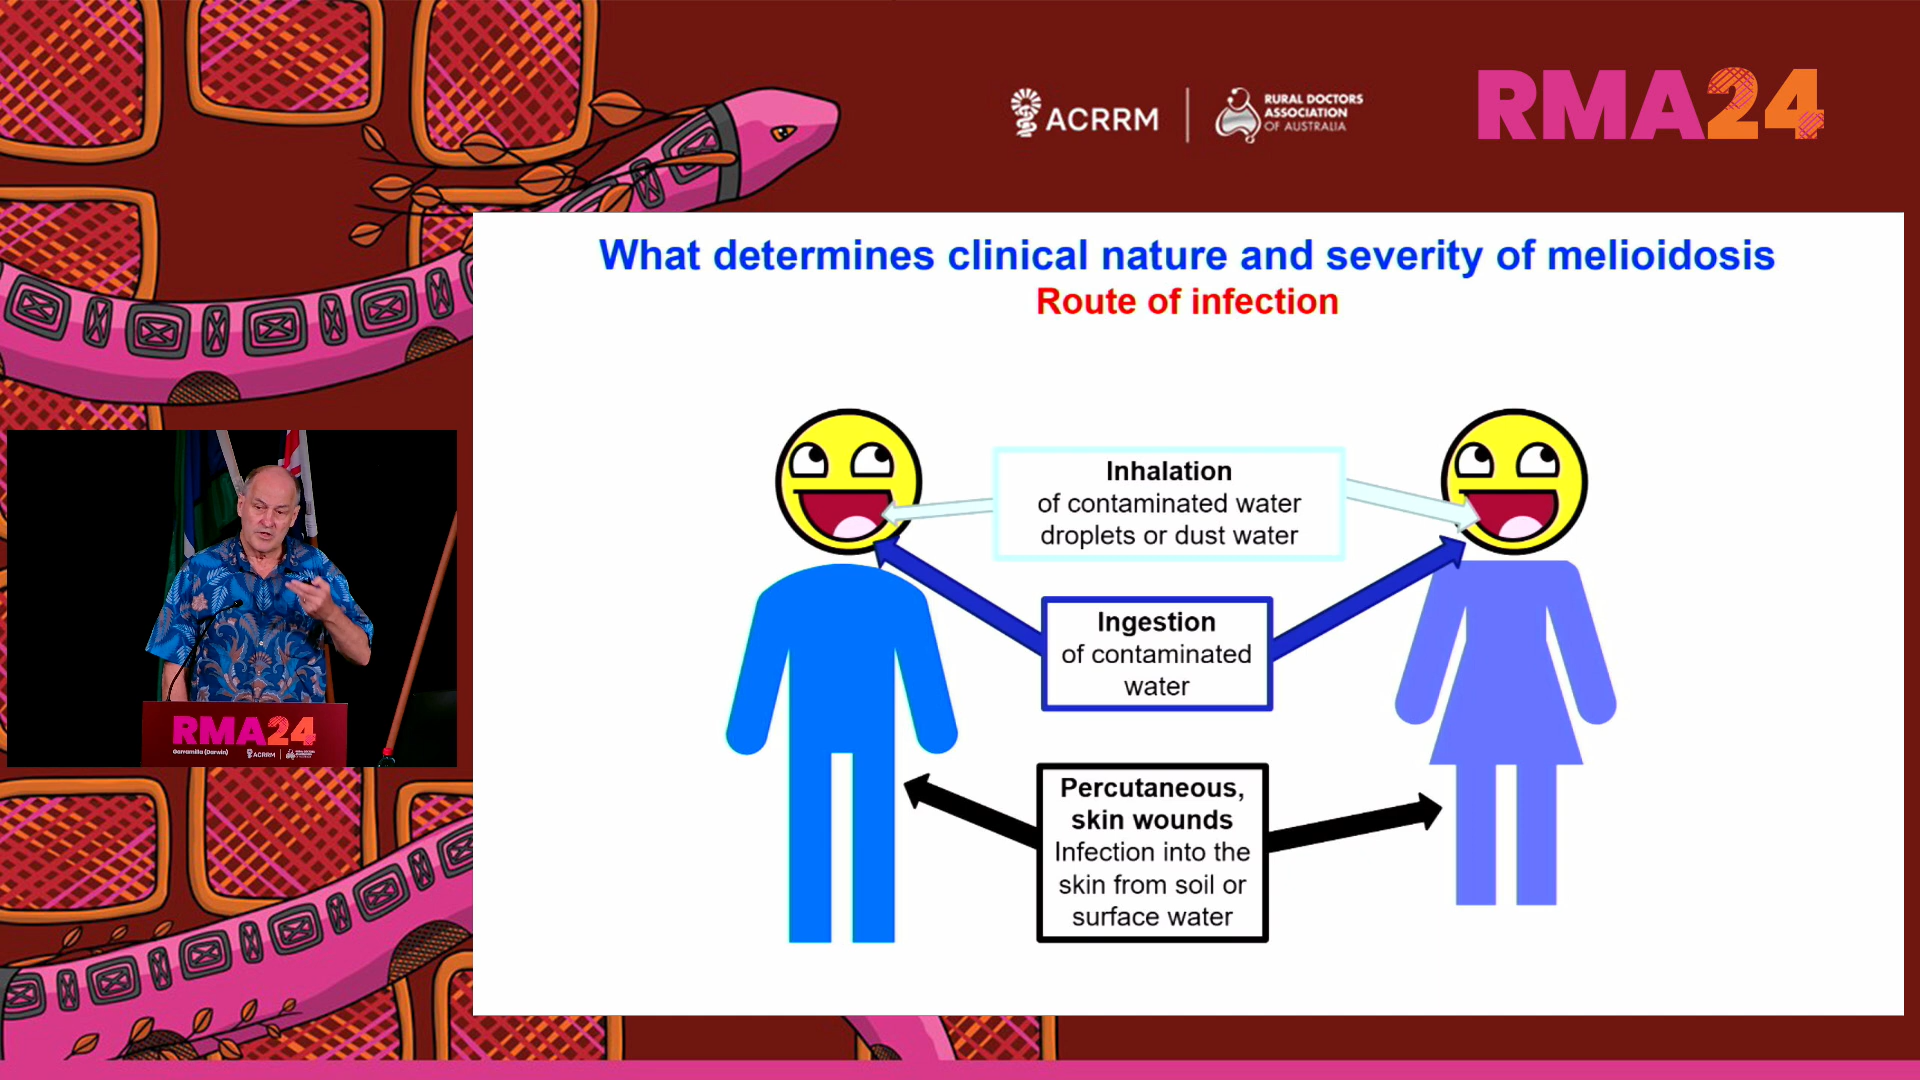 ACRRM
RURAL DOCTORS
ASSOCIATION
OF AUSTRALIA
RMA24
What determines clinical nature and severity of melioidosis
Route of infection
Inhalation
of contaminated water
droplets or dust water
Ingestion
of contaminated
water
Percutaneous,
skin wounds
Infection into the
skin from soil or
surface water
RMA24
Garramilla (Darwin)
ACRRM